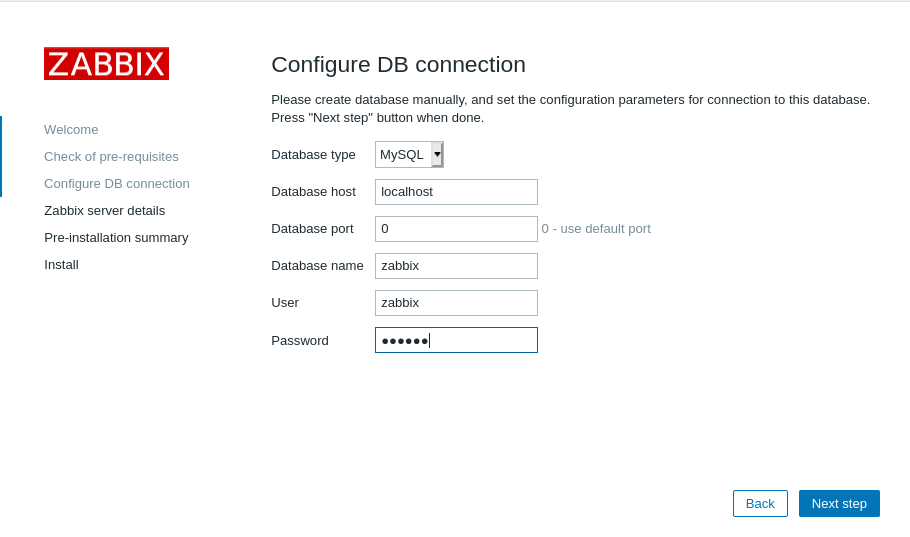 ZABBIX
Welcome
Check of pre-requisites
Configure DB connection
Zabbix server details
Pre-installation summary
Install
Configure DB connection
Please create database manually, and set the configuration parameters for connection to this database.
Press "Next step" button when done.
Database type MySQL
Database host localhost
Database port 0 0 - use default port
Database name zabbix
User zabbix
Password ●●●●●●
Back Next step